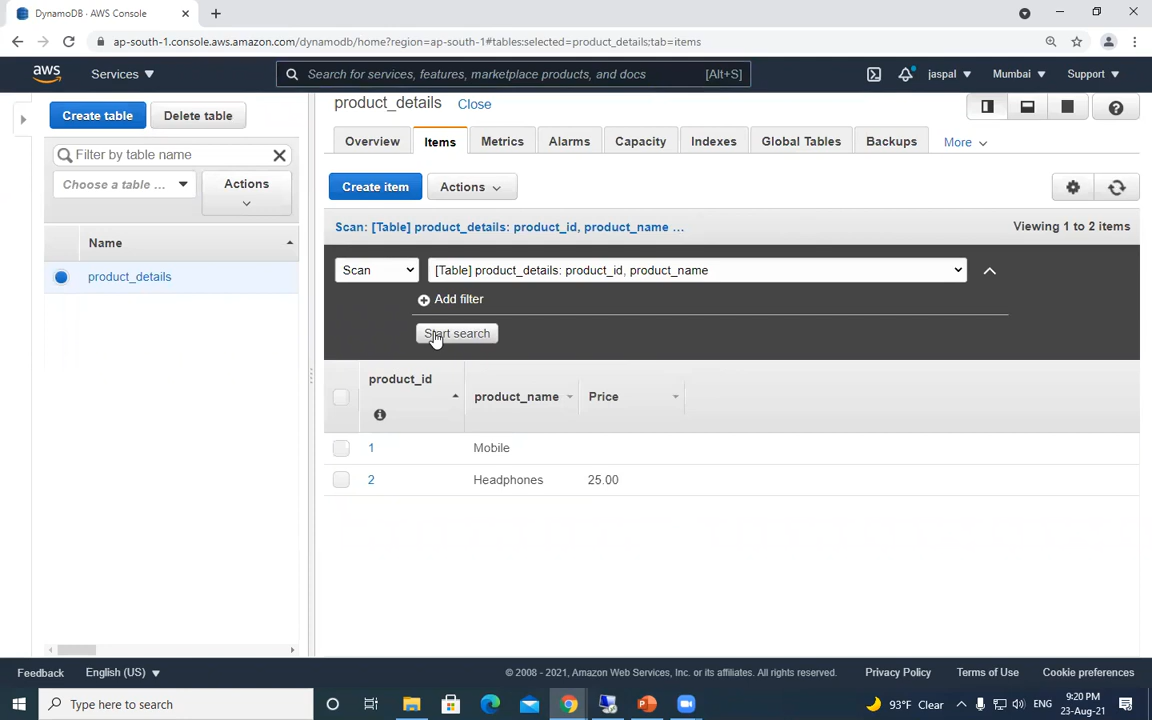 DynamoDB · AWS Console
ap-south-1.console.aws.amazon.com/dynamodb/home?region=ap-south-1#tables:selected=product_details;tab=items
aws Services Search for services, features, marketplace products, and docs [Alt+S] jaspal Mumbai Support
Create table Delete table
Filter by table name
Choose a table ... Actions
Name
product_details
product_details Close
Overview Items Metrics Alarms Capacity Indexes Global Tables Backups More
Create item Actions
Scan: [Table] product_details: product_id, product_name ... Viewing 1 to 2 items
Scan [Table] product_details: product_id, product_name
Add filter
Start search
product_id product_name Price
1 Mobile
2 Headphones 25.00
Feedback English (US) © 2008 - 2021, Amazon Web Services, Inc. or its affiliates. All rights reserved. Privacy Policy Terms of Use Cookie preferences
Type here to search 93°F Clear ENG 9:20 PM
23-Aug-21